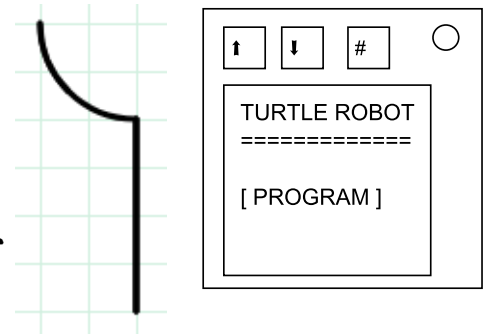 ⬆ ⬇ #
TURTLE ROBOT
=============
[ PROGRAM ]